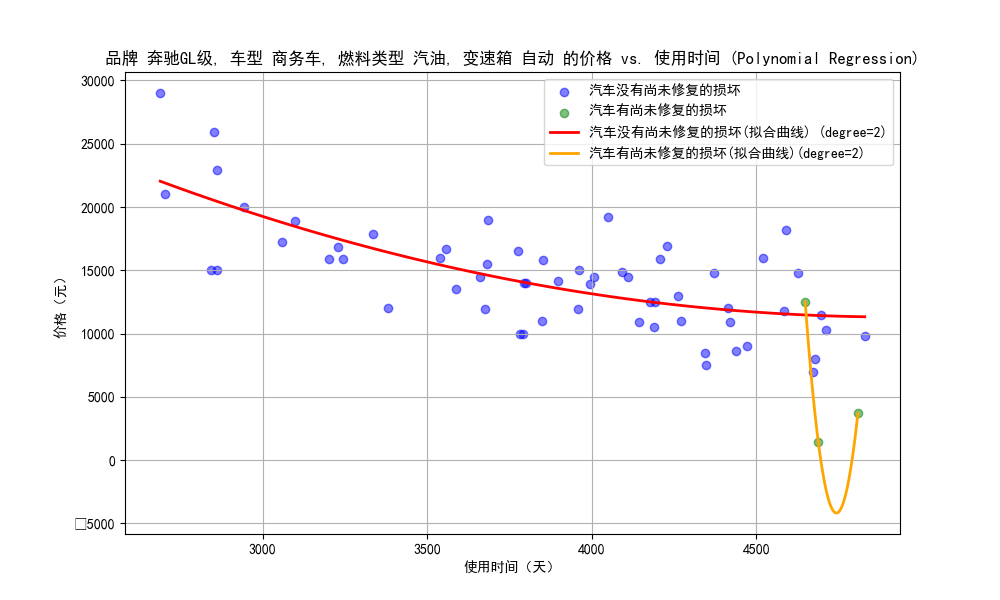 品牌 奔驰GL级, 车型 商务车, 燃料类型 汽油, 变速箱 自动 的价格 vs. 使用时间 (Polynomial Regression)
汽车没有尚未修复的损坏
汽车有尚未修复的损坏
汽车没有尚未修复的损坏(拟合曲线) (degree=2)
汽车有尚未修复的损坏(拟合曲线)(degree=2)
30000
25000
20000
15000
10000
5000
0
□5000
价格（元）
3000 3500 4000 4500
使用时间（天）